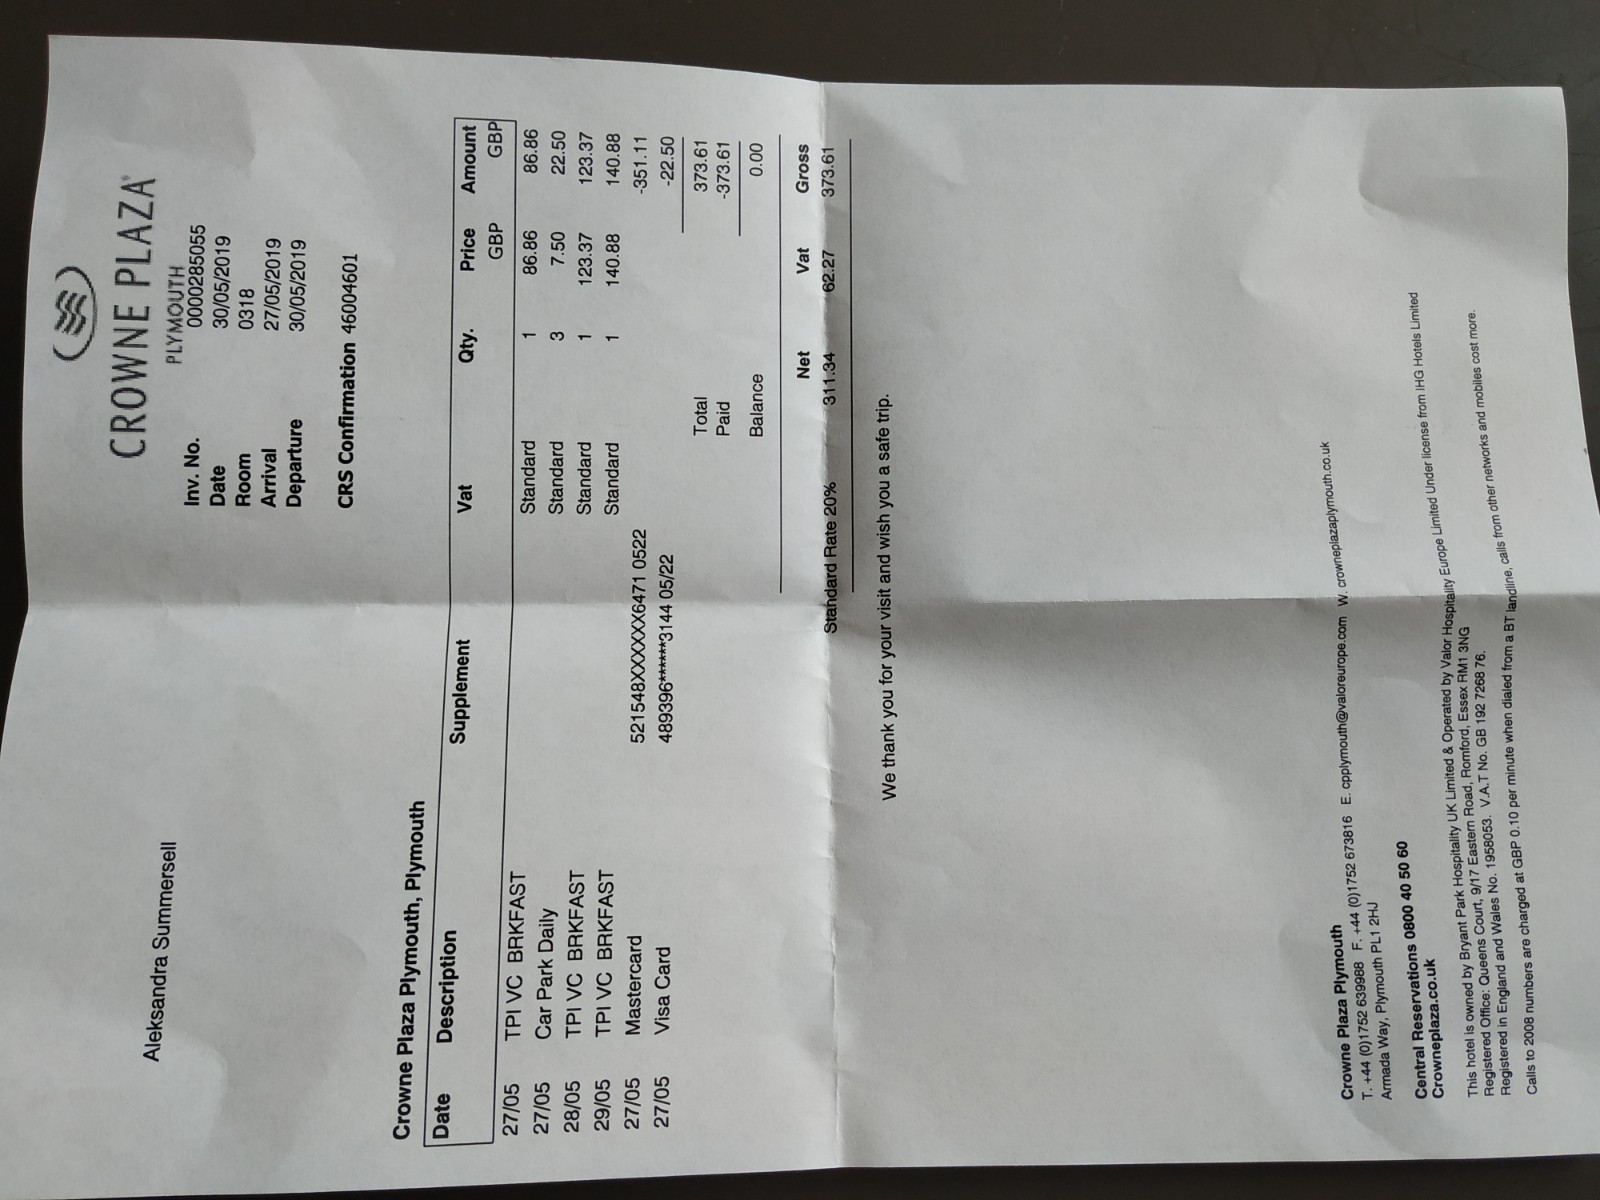 CROWNE PLAZA
PLYMOUTH
Aleksandra Summersell
Inv. No. 0000285055
Date 30/05/2019
Room 0318
Arrival 27/05/2019
Departure 30/05/2019
CRS Confirmation 46004601
Crowne Plaza Plymouth, Plymouth
Date Description Supplement Vat Qty. Price Amount
GBP GBP
27/05 TPI VC BRKFAST Standard 1 86.86 86.86
27/05 Car Park Daily Standard 3 7.50 22.50
28/05 TPI VC BRKFAST Standard 1 123.37 123.37
29/05 TPI VC BRKFAST Standard 1 140.88 140.88
27/05 Mastercard 521548XXXXXX6471 0522 -351.11
27/05 Visa Card 489396******3144 05/22 -22.50
Total 373.61
Paid -373.61
Balance 0.00
Net Vat Gross
Standard Rate 20% 311.34 62.27 373.61
We thank you for your visit and wish you a safe trip.
Crowne Plaza Plymouth
T. +44 (0)1752 639988 F. +44 (0)1752 673816 E. cpplymouth@valoreurope.com W. crowneplazaplymouth.co.uk
Armada Way, Plymouth PL1 2HJ
Central Reservations 0800 40 50 60
Crowneplaza.co.uk
This hotel is owned by Bryant Park Hospitality UK Limited & Operated by Valor Hospitality Europe Limited Under license from IHG Hotels Limited
Registered Office: Queens Court, 9/17 Eastern Road, Romford, Essex RM1 3NG
Registered in England and Wales No. 1958053. V.A.T No. GB 192 7268 76.
Calls to 2008 numbers are charged at GBP 0.10 per minute when dialed from a BT landline, calls from other networks and mobiles cost more.